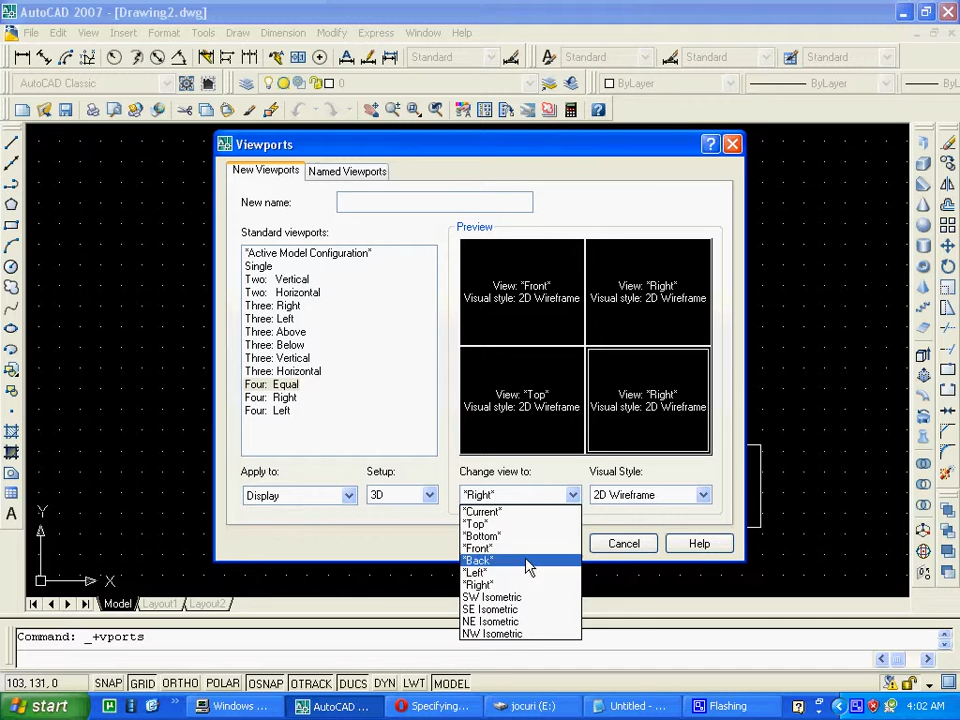 AutoCAD 2007 - [Drawing2.dwg]
File Edit View Insert Format Tools Draw Dimension Modify Express Window Help
Standard Standard Standard Standard
AutoCAD Classic 0 ByLayer ByLayer ByL
Viewports
New Viewports Named Viewports
New name:
Standard viewports:
*Active Model Configuration*
Single
Two: Vertical
Two: Horizontal
Three: Right
Three: Left
Three: Above
Three: Below
Three: Vertical
Three: Horizontal
Four: Equal
Four: Right
Four: Left
Preview
View: *Front*
Visual style: 2D Wireframe
View: *Right*
Visual style: 2D Wireframe
View: *Top*
Visual style: 2D Wireframe
View: *Right*
Visual style: 2D Wireframe
Apply to: Setup: Change view to: Visual Style:
Display 3D *Right* 2D Wireframe
*Current*
*Top*
*Bottom*
*Front*
*Back*
*Left*
*Right*
SW Isometric
SE Isometric
NE Isometric
NW Isometric
Cancel Help
Y
X
A
Model Layout1 Layout2
Command: _+vports
103, 131, 0 SNAP GRID ORTHO POLAR OSNAP OTRACK DUCS DYN LWT MODEL
start Windows ... AutoCAD ... Specifying... jocuri (E:) Untitled - ... Flashing 4:02 AM